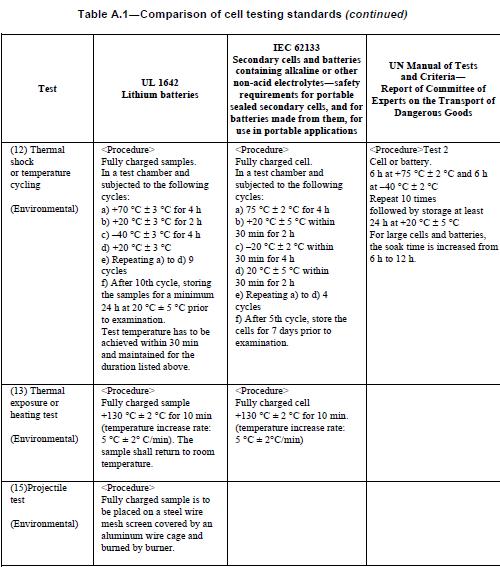 Table A.1—Comparison of cell testing standards (continued)
Test
UL 1642
Lithium batteries
IEC 62133
Secondary cells and batteries
containing alkaline or other
non-acid electrolytes—safety
requirements for portable
sealed secondary cells, and for
batteries made from them, for
use in portable applications
UN Manual of Tests
and Criteria—
Report of Committee of
Experts on the Transport of
Dangerous Goods
(12) Thermal
shock
or temperature
cycling
(Environmental)
<Procedure>
Fully charged samples.
In a test chamber and
subjected to the following
cycles:
a) +70 °C ± 3 °C for 4 h
b) +20 °C ± 3 °C for 2 h
c) –40 °C ± 3 °C for 4 h
d) +20 °C ± 3 °C
e) Repeating a) to d) 9
cycles
f) After 10th cycle, storing
the samples for a minimum
24 h at 20 °C ± 5 °C prior
to examination.
Test temperature has to be
achieved within 30 min
and maintained for the
duration listed above.
<Procedure>
Fully charged cell.
In a test chamber and
subjected to the following
cycles:
a) 75 °C ± 2 °C for 4 h
b) +20 °C ± 5 °C within
30 min for 2 h
c) –20 °C ± 2 °C within
30 min for 4 h
d) 20 °C ± 5 °C within
30 min for 2 h
e) Repeating a) to d) 4
cycles
f) After 5th cycle, store the
cells for 7 days prior to
examination.
<Procedure>Test 2
Cell or battery.
6 h at +75 °C ± 2 °C and 6 h
at –40 °C ± 2 °C
Repeat 10 times
followed by storage at least
24 h at +20 °C ± 5 °C
For large cells and batteries,
the soak time is increased from
6 h to 12 h.
(13) Thermal
exposure or
heating test
(Environmental)
<Procedure>
Fully charged sample
+130 °C ± 2 °C for 10 min
(temperature increase rate:
5 °C ± 2° C/min). The
sample shall return to room
temperature.
<Procedure>
Fully charged cell
+130 °C ± 2 °C for 10 min.
(temperature increase rate:
5 °C ± 2°C/min)
(15)Projectile
test
(Environmental)
<Procedure>
Fully charged sample is to
be placed on a steel wire
mesh screen covered by an
aluminum wire cage and
burned by burner.